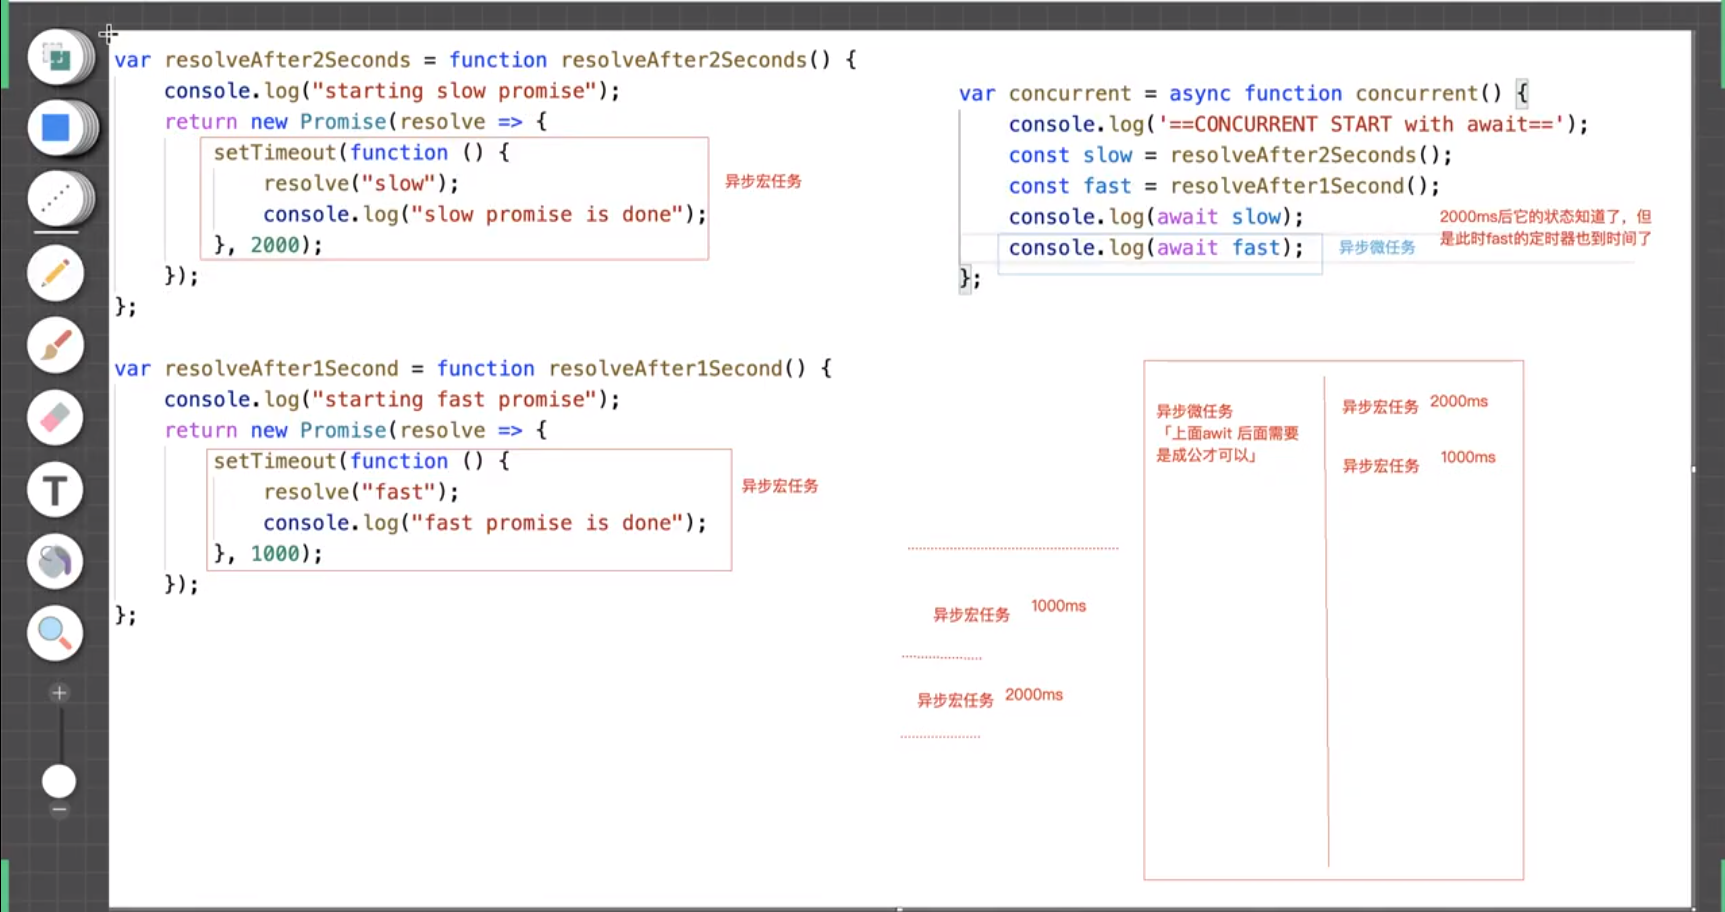 var resolveAfter2Seconds = function resolveAfter2Seconds() {
console.log("starting slow promise");
return new Promise(resolve => {
setTimeout(function () {
resolve("slow");
console.log("slow promise is done");
}, 2000);
});
};
异步宏任务
var resolveAfter1Second = function resolveAfter1Second() {
console.log("starting fast promise");
return new Promise(resolve => {
setTimeout(function () {
resolve("fast");
console.log("fast promise is done");
}, 1000);
});
};
异步宏任务
var concurrent = async function concurrent() {
console.log('==CONCURRENT START with await==');
const slow = resolveAfter2Seconds();
const fast = resolveAfter1Second();
console.log(await slow);
console.log(await fast);
};
异步微任务
2000ms后它的状态知道了，但
是此时fast的定时器也到时间了
异步微任务
「上面awit 后面需要
是成公才可以」
异步宏任务 2000ms
异步宏任务 1000ms
异步宏任务 1000ms
异步宏任务 2000ms
T